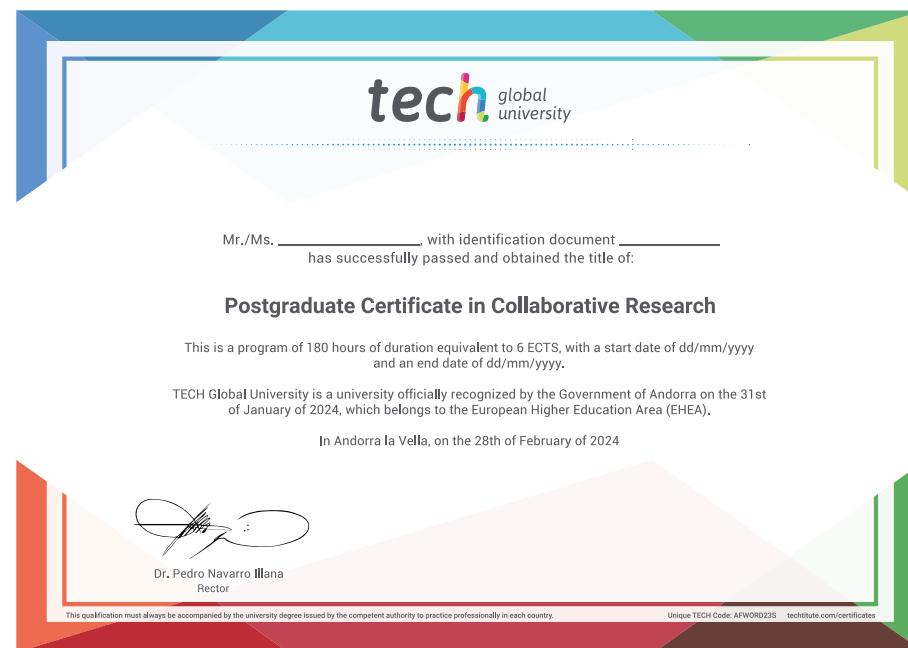 tech global university
Mr./Ms. ____________________, with identification document ______________
has successfully passed and obtained the title of:
Postgraduate Certificate in Collaborative Research
This is a program of 180 hours of duration equivalent to 6 ECTS, with a start date of dd/mm/yyyy
and an end date of dd/mm/yyyy.
TECH Global University is a university officially recognized by the Government of Andorra on the 31st
of January of 2024, which belongs to the European Higher Education Area (EHEA).
In Andorra la Vella, on the 28th of February of 2024
Dr. Pedro Navarro Illana
Rector
This qualification must always be accompanied by the university degree issued by the competent authority to practice professionally in each country.
Unique TECH Code: AFWORD23S techtitute.com/certificates